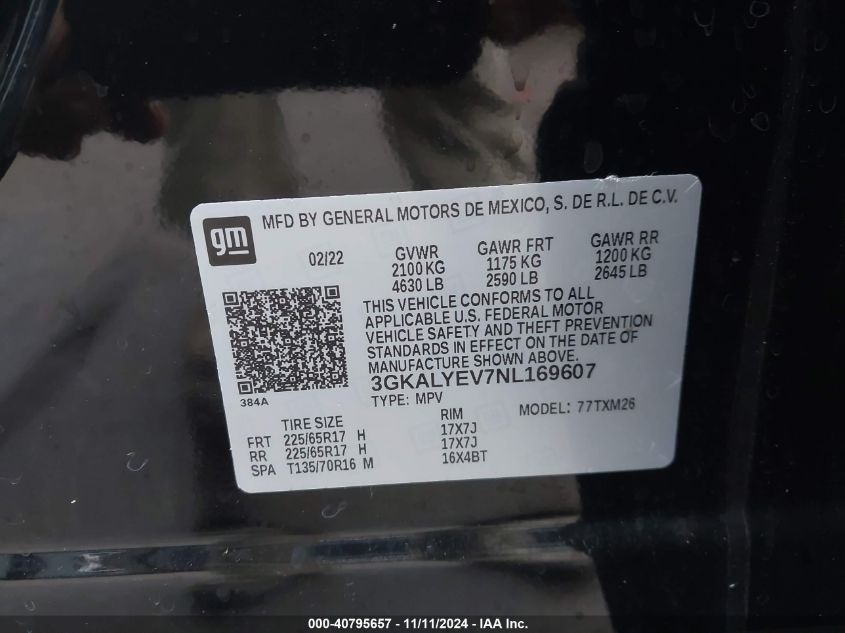 gm MFD BY GENERAL MOTORS DE MEXICO, S. DE R.L. DE C.V.
02/22 GVWR GAWR FRT GAWR RR
2100 KG 1175 KG 1200 KG
4630 LB 2590 LB 2645 LB
THIS VEHICLE CONFORMS TO ALL
APPLICABLE U.S. FEDERAL MOTOR
VEHICLE SAFETY AND THEFT PREVENTION
STANDARDS IN EFFECT ON THE DATE OF
MANUFACTURE SHOWN ABOVE.
3GKALYEV7NL169607
384A
TYPE: MPV MODEL: 77TXM26
TIRE SIZE RIM
FRT 225/65R17 H 17X7J
RR 225/65R17 H 17X7J
SPA T135/70R16 M 16X4BT
000-40795657 - 11/11/2024 - IAA Inc.